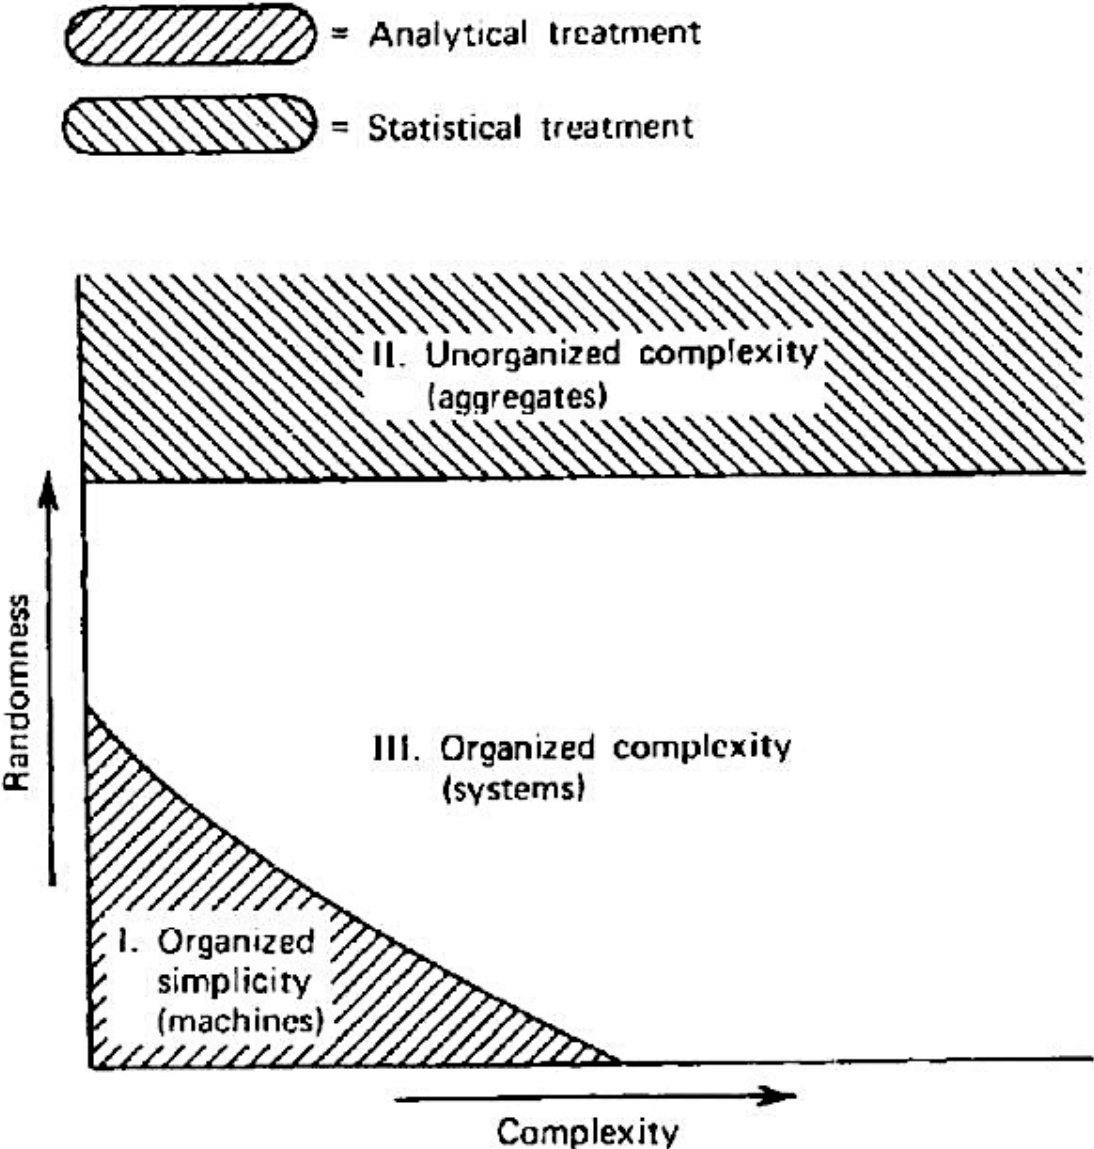 = Analytical treatment
= Statistical treatment
II. Unorganized complexity
(aggregates)
Randomness
III. Organized complexity
(systems)
I. Organized
simplicity
(machines)
Complexity